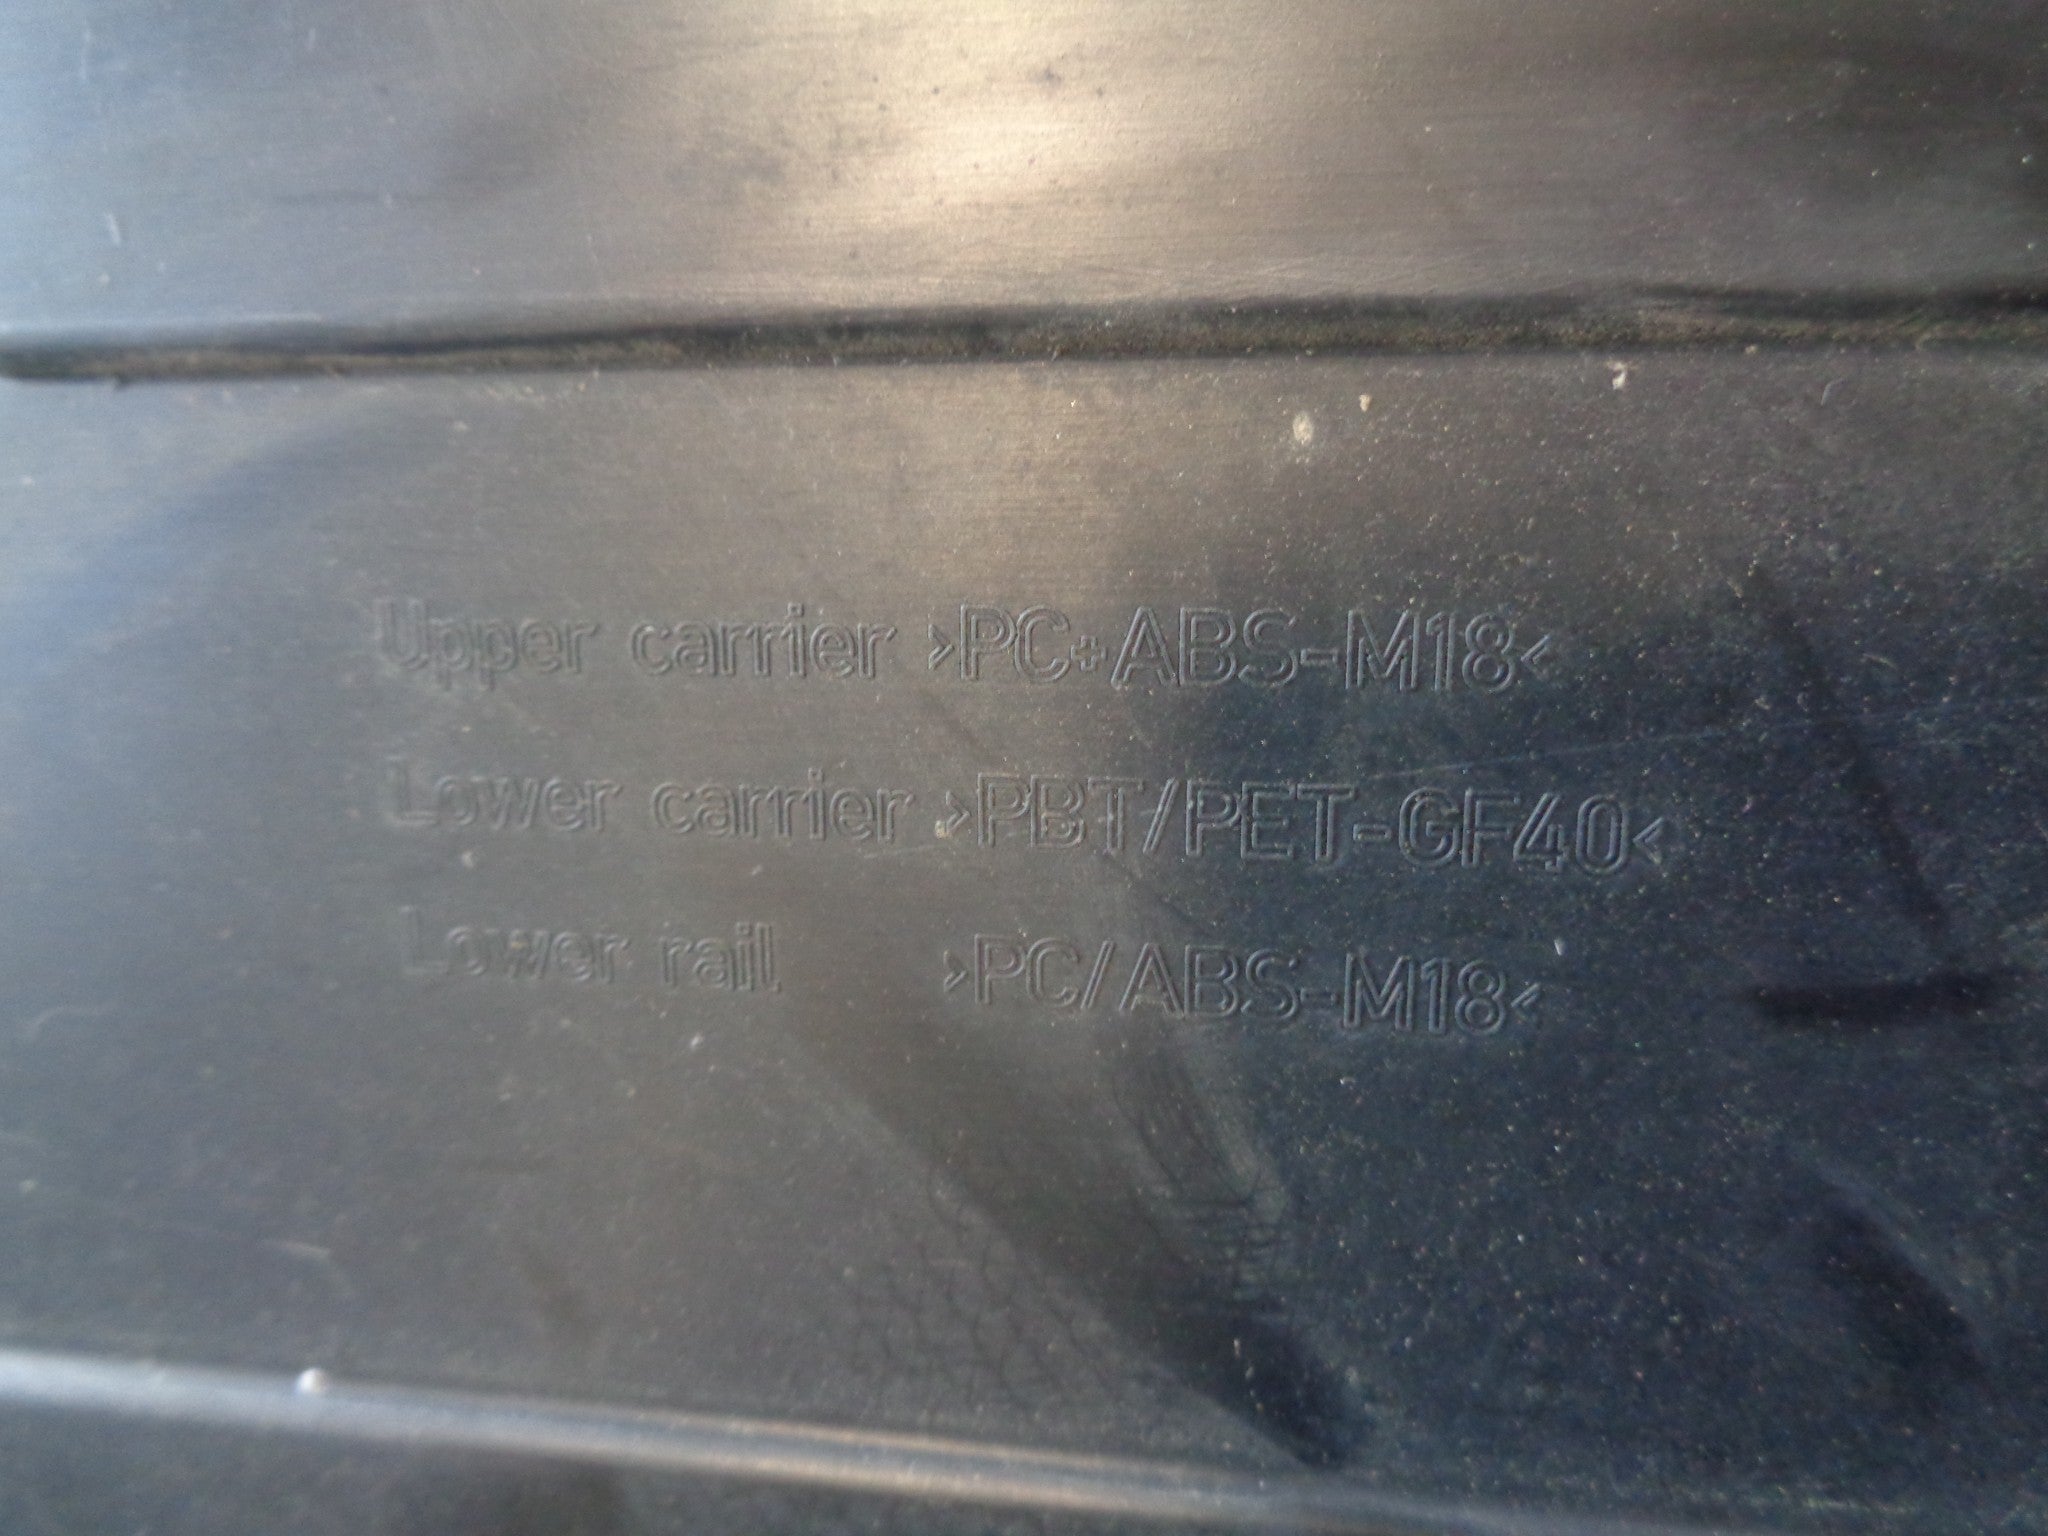 Upper carrier >PC+ABS-M18<
Lower carrier >PBT/PET-GF40<
Lower rail >PC/ABS-M18<